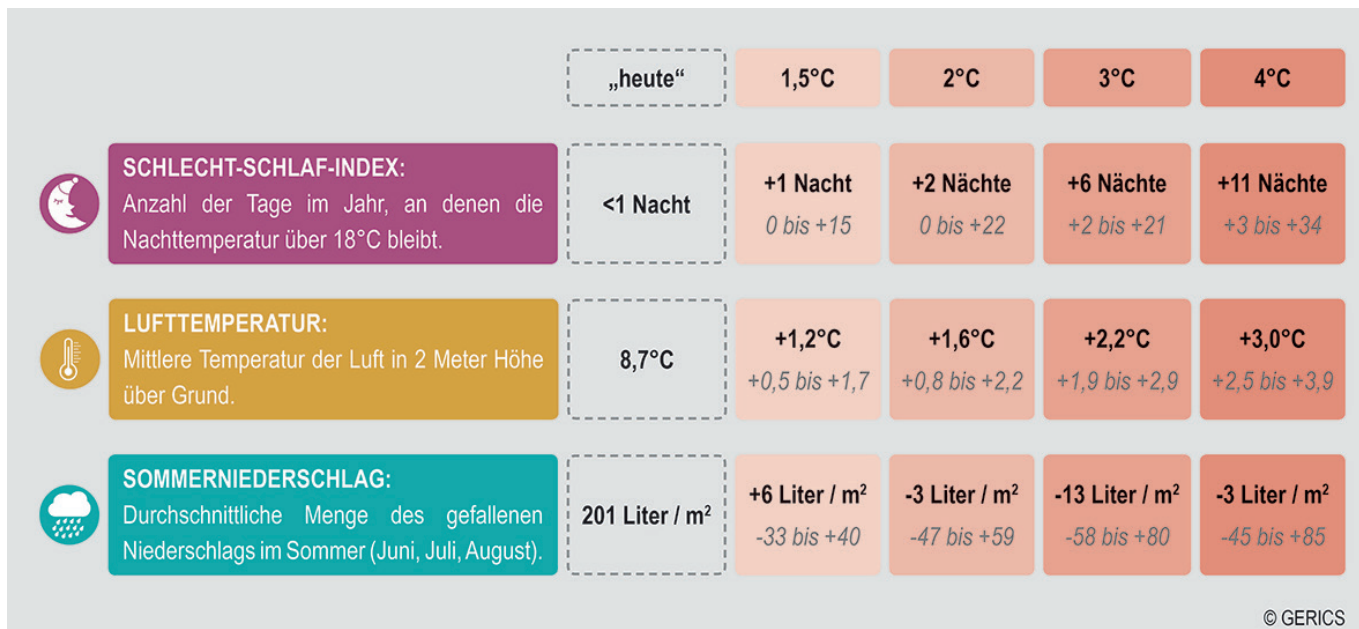 „heute“ 1,5°C 2°C 3°C 4°C
SCHLECHT-SCHLAF-INDEX:
Anzahl der Tage im Jahr, an denen die
Nachttemperatur über 18°C bleibt.
<1 Nacht
+1 Nacht
0 bis +15
+2 Nächte
0 bis +22
+6 Nächte
+2 bis +21
+11 Nächte
+3 bis +34
LUFTTEMPERATUR:
Mittlere Temperatur der Luft in 2 Meter Höhe
über Grund.
8,7°C
+1,2°C
+0,5 bis +1,7
+1,6°C
+0,8 bis +2,2
+2,2°C
+1,9 bis +2,9
+3,0°C
+2,5 bis +3,9
SOMMERNIEDERSCHLAG:
Durchschnittliche Menge des gefallenen
Niederschlags im Sommer (Juni, Juli, August).
201 Liter / m²
+6 Liter / m²
-33 bis +40
-3 Liter / m²
-47 bis +59
-13 Liter / m²
-58 bis +80
-3 Liter / m²
-45 bis +85
© GERICS